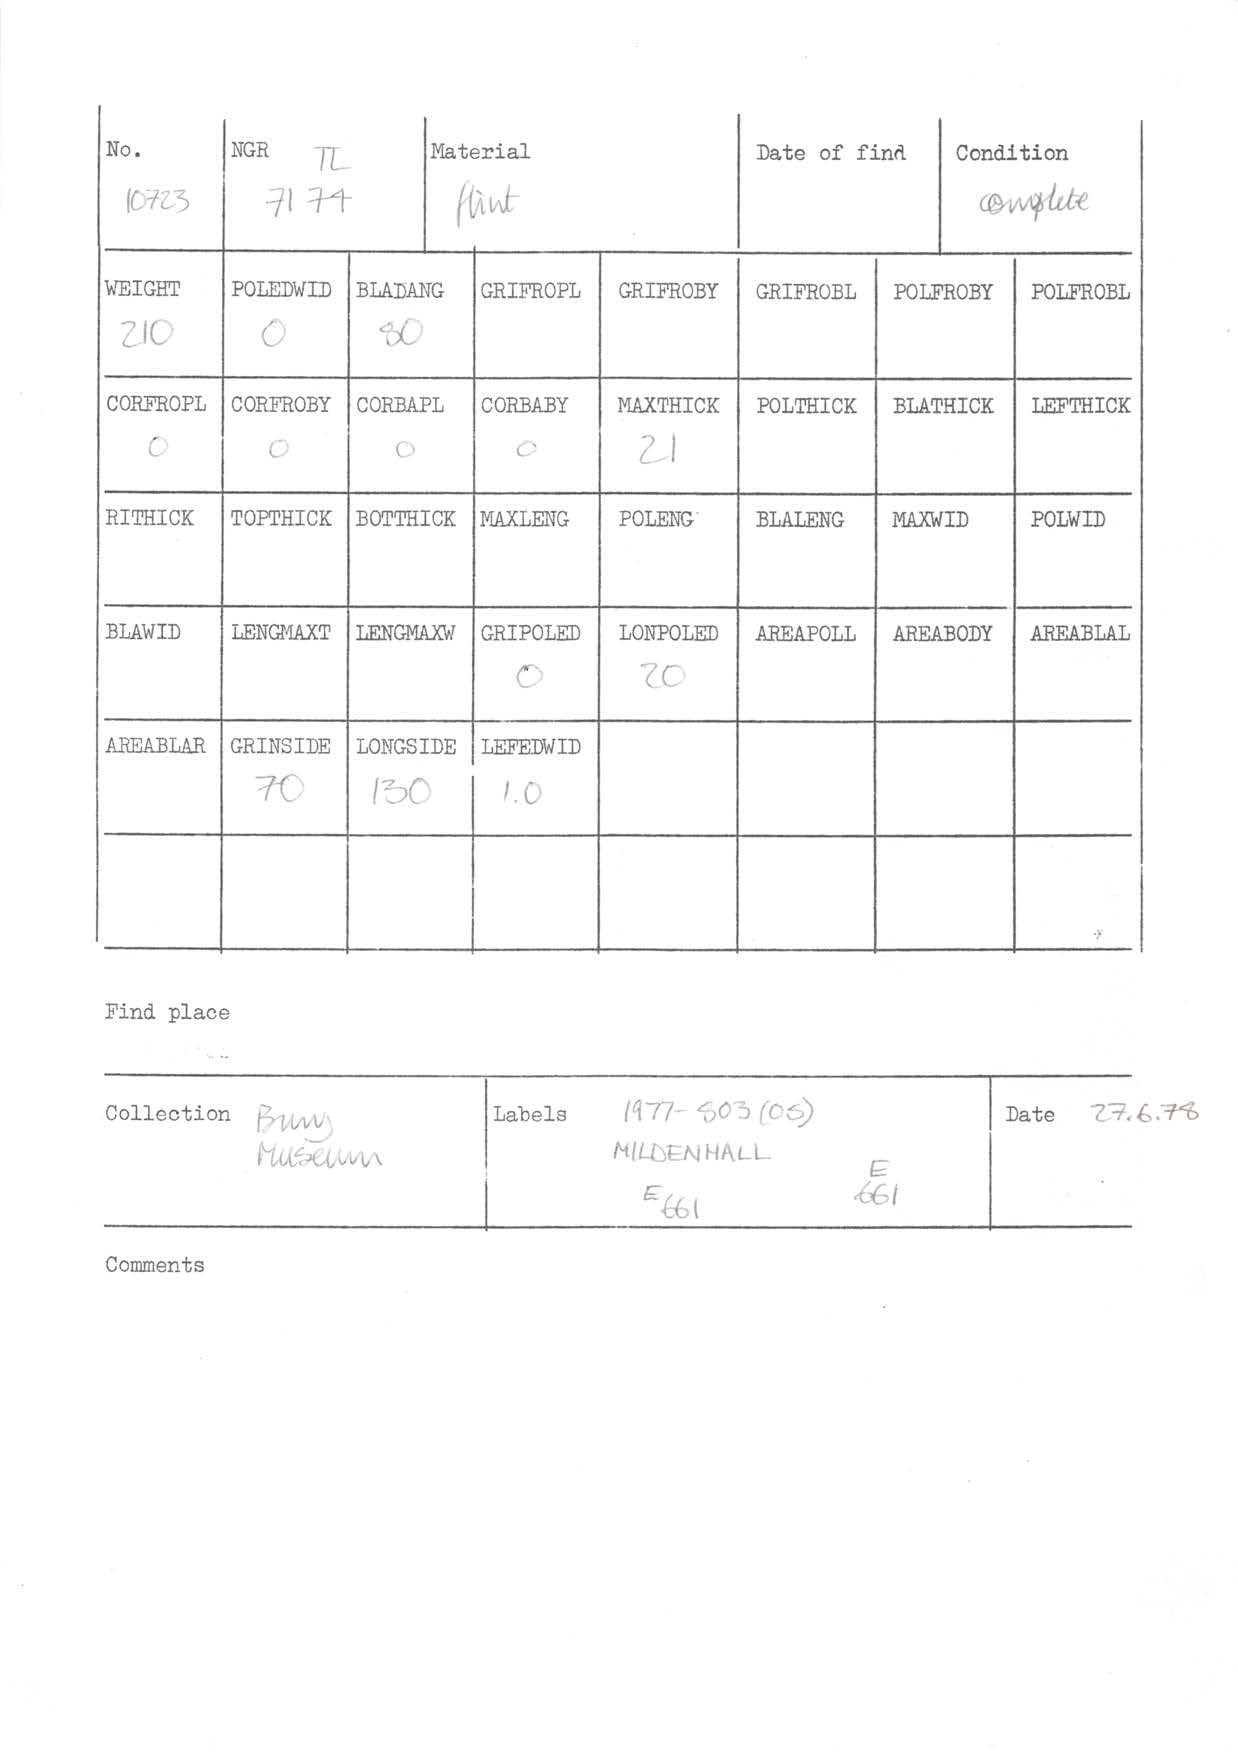 No. NGR TL Material Date of find Condition
10723 71 74 flint complete
WEIGHT POLEDWID BLADANG GRIFROPL GRIFROBY GRIFROBL POLFROBY POLFROBL
210 0 80
CORFROPL CORFROBY CORBAPL CORBABY MAXTHICK POLTHICK BLATHICK LEFTHICK
0 0 0 0 21
RITHICK TOPTHICK BOTTHICK MAXLENG POLENG BLALENG MAXWID POLWID
BLAWID LENGMAXT LENGMAXW GRIPOLED LONPOLED AREAPOLL AREABODY AREABLAL
0 20
AREABLAR GRINSIDE LONGSIDE LEFEDWID
70 130 1.0
Find place
Collection Bury Labels 1977-803 (OS) Date 27.6.78
Museum MILDENHALL
E 661 E 661
Comments